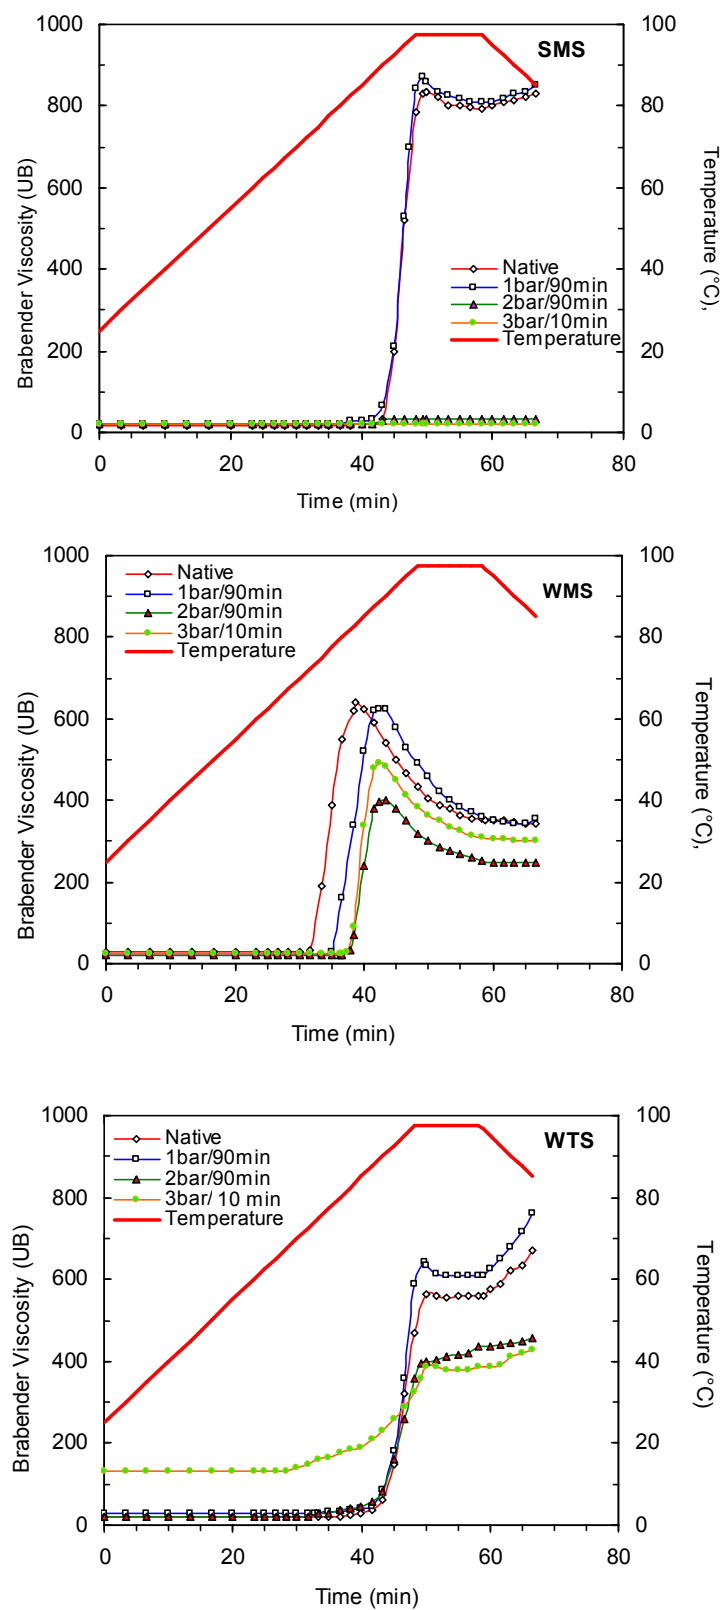 1000
800
600
400
200
0
Brabender Viscosity (UB)
SMS
Native
1bar/90min
2bar/90min
3bar/10min
Temperature
100
80
60
40
20
0
Temperature (°C),
0 20 40 60 80
Time (min)
1000
800
600
400
200
0
Brabender Viscosity (UB)
Native
1bar/90min
2bar/90min
3bar/10min
Temperature
WMS
100
80
60
40
20
0
Temperature (°C),
0 20 40 60 80
Time (min)
1000
800
600
400
200
0
Brabender Viscosity (UB)
Native
1bar/90min
2bar/90min
3bar/ 10 min
Temperature
WTS
100
80
60
40
20
0
Temperature (°C)
0 20 40 60 80
Time (min)